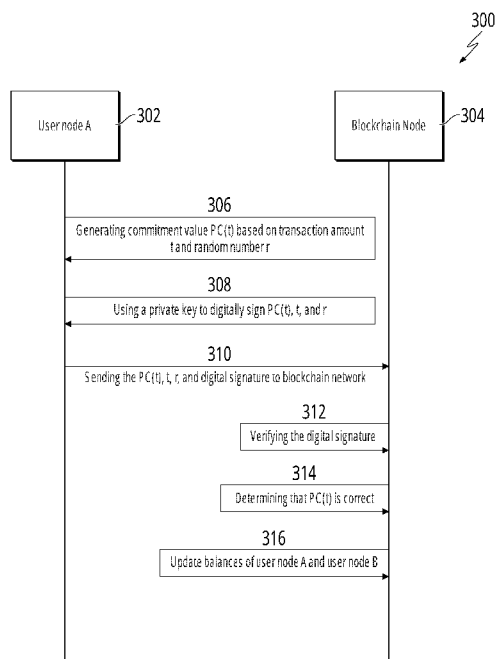 300
User node A
302
Blockchain Node
304
306
Generating commitment value PC(t) based on transaction amount
t and random number r
308
Using a private key to digitally sign PC(t), t, and r
310
Sending the PC(t), t, r, and digital signature to blockchain network
312
Verifying the digital signature
314
Determining that PC(t) is correct
316
Update balances of user node A and user node B